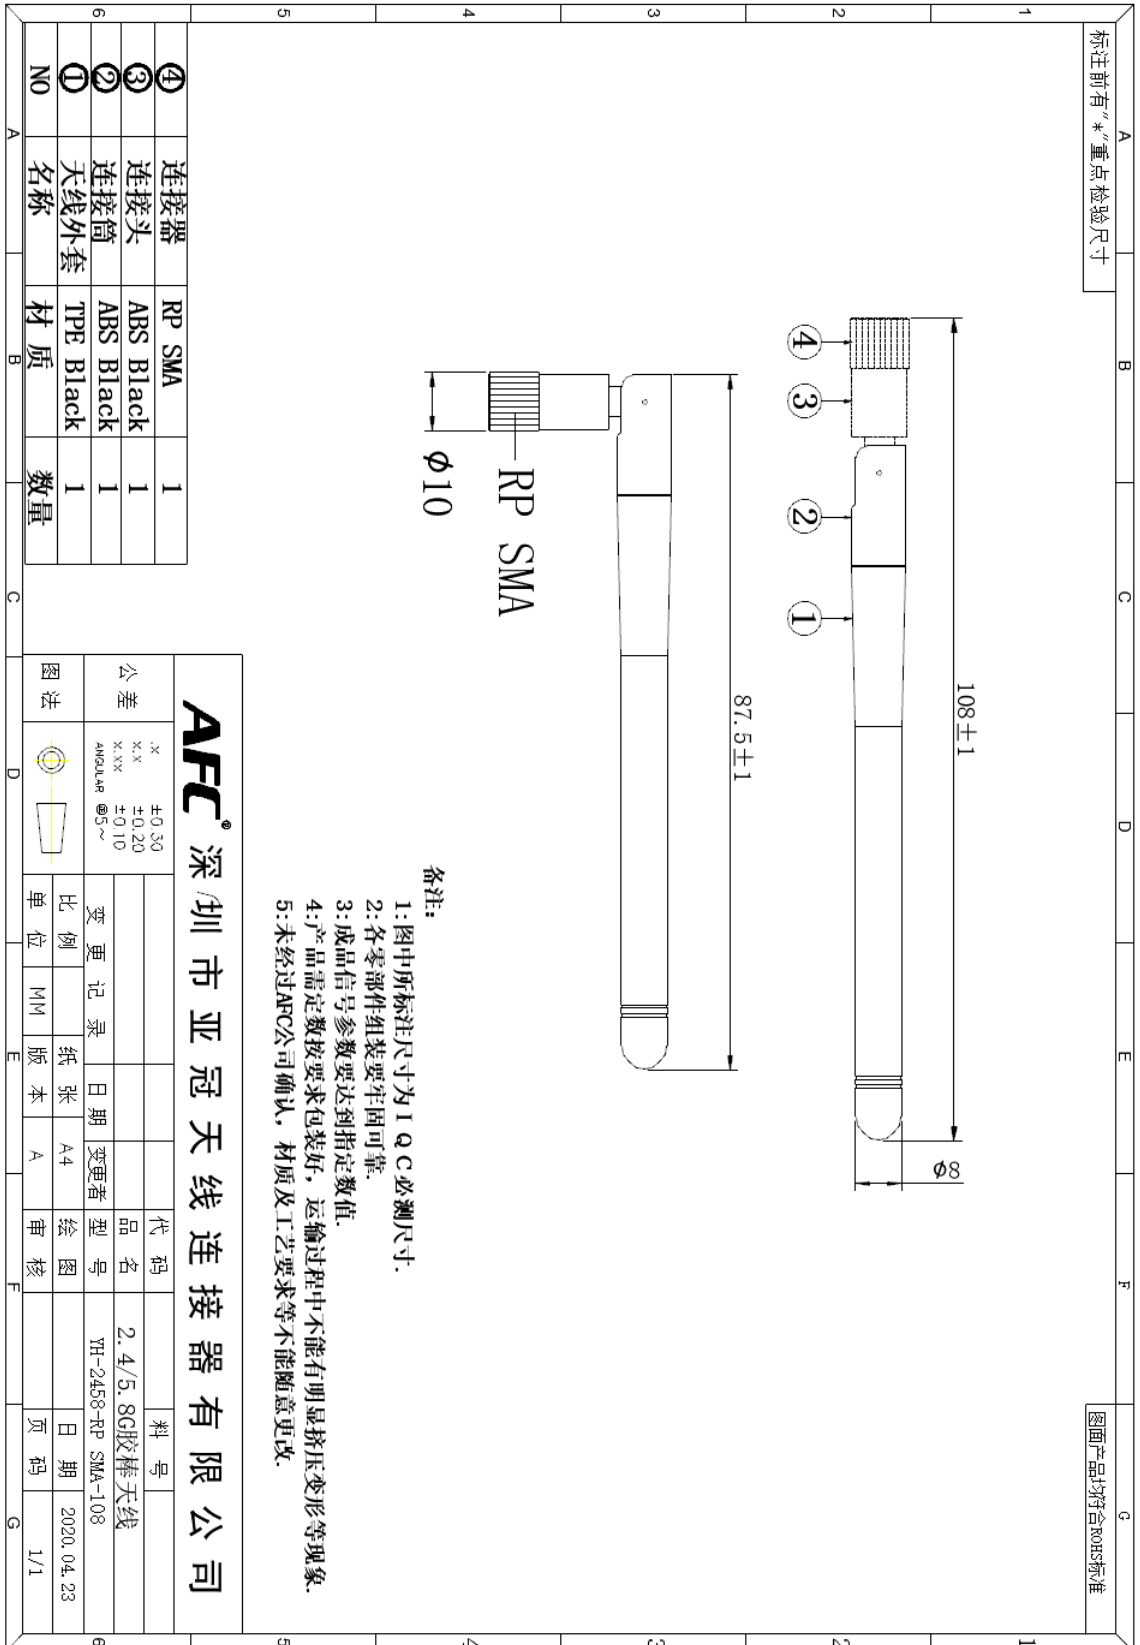 标注前有"*"重点检验尺寸
图面产品均符合ROHS标准
108±1
Φ8
④
③
②
①
87.5±1
RP SMA
Φ10
备注:
1:图中所标注尺寸为IQC必测尺寸.
2:各零部件组装要牢固可靠.
3:成品信号参数要达到指定数值.
4:产品需定数按要求包装好，运输过程中不能有明显挤压变形等现象.
5:未经过AFC公司确认，材质及工艺要求等不能随意更改.
④ 连接器 RP SMA 1
③ 连接头 ABS Black 1
② 连接筒 ABS Black 1
① 天线外套 TPE Black 1
NO 名称 材质 数量
AFC® 深圳市亚冠天线连接器有限公司
公差
.X ±0.30
X.X ±0.20
X.XX ±0.10
ANGULAR
变更记录 日期 变更者
代码 料号
品名 2.4/5.8G胶棒天线
型号 YH-2458-RP SMA-108
图法 比例 纸张 A4 绘图 日期 2020.04.23
单位 MM 版本 A 审核 页码 1/1
A B C D E F G
A B C D E F G
1 2 3 4 5 6
1 2 3 5 6